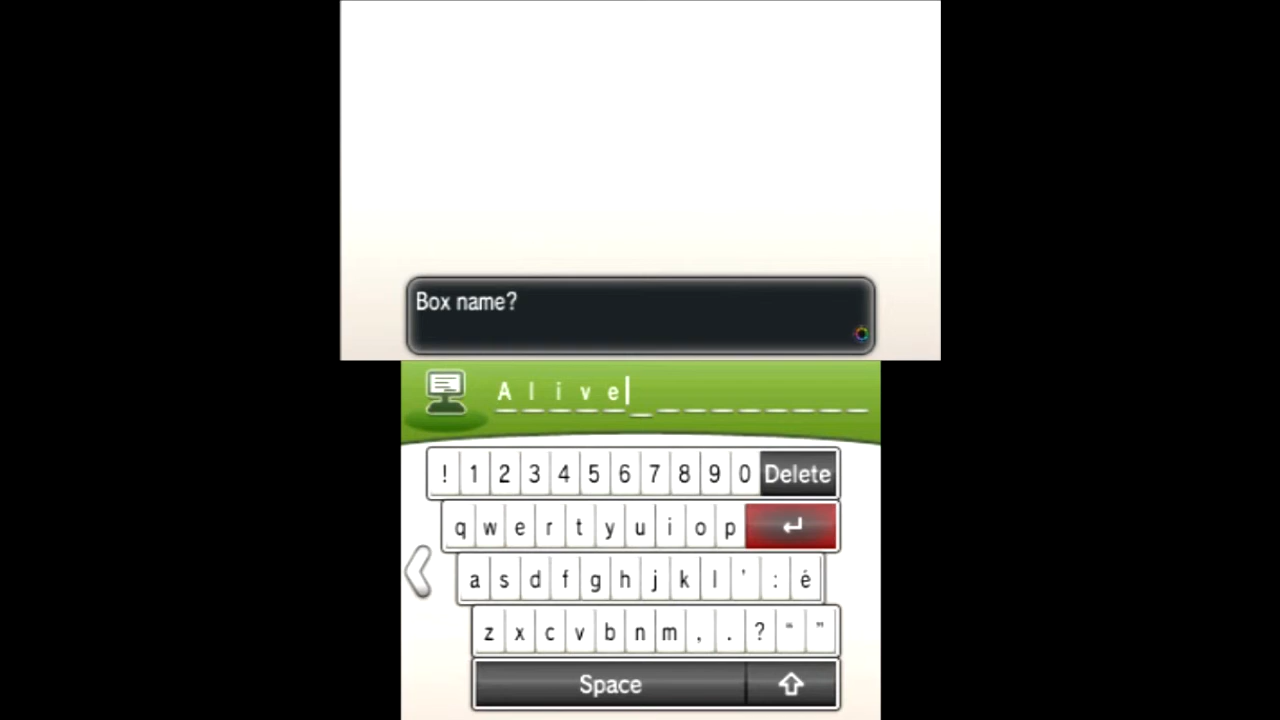 Box name?
Alive
! 1 2 3 4 5 6 7 8 9 0 Delete
q w e r t y u i o p
a s d f g h j k l ' : é
z x c v b n m , . ? “ ”
Space